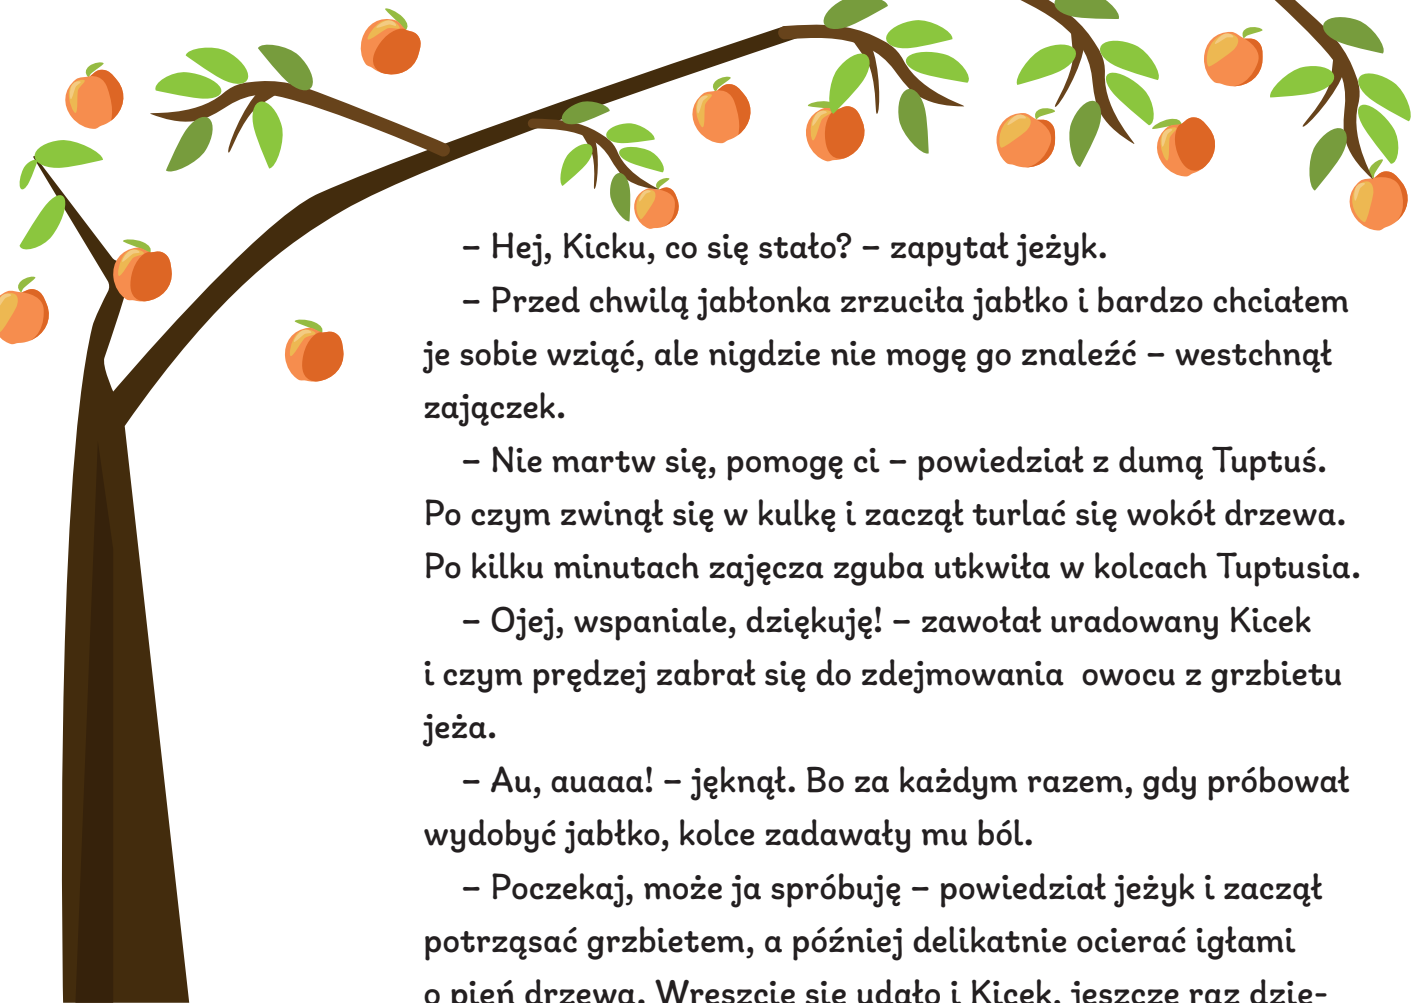 – Hej, Kicku, co się stało? – zapytał jeżyk.
– Przed chwilą jabłonka zrzuciła jabłko i bardzo chciałem
je sobie wziąć, ale nigdzie nie mogę go znaleźć – westchnął
zajączek.
– Nie martw się, pomogę ci – powiedział z dumą Tuptuś.
Po czym zwinął się w kulkę i zaczął turlać się wokół drzewa.
Po kilku minutach zajęcza zguba utkwiła w kolcach Tuptusia.
– Ojej, wspaniale, dziękuję! – zawołał uradowany Kicek
i czym prędzej zabrał się do zdejmowania  owocu z grzbietu
jeża.
– Au, auaaa! – jęknął. Bo za każdym razem, gdy próbował
wydobyć jabłko, kolce zadawały mu ból.
– Poczekaj, może ja spróbuję – powiedział jeżyk i zaczął
potrząsać grzbietem, a później delikatnie ocierać igłami
o pień drzewa. Wreszcie się udało i Kicek, jeszcze raz dzię-